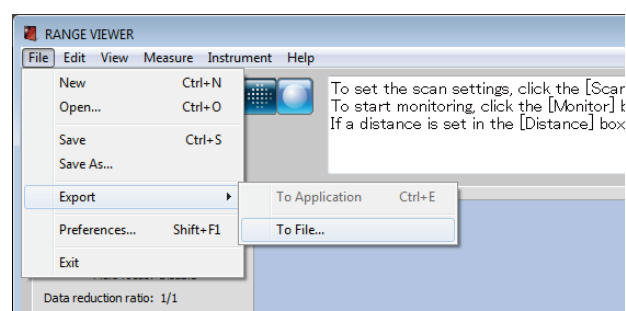 RANGE VIEWER
File Edit View Measure Instrument Help
New Ctrl+N
Open... Ctrl+O
Save Ctrl+S
Save As...
Export
To Application Ctrl+E
To File...
Preferences... Shift+F1
Exit
Data reduction ratio: 1/1
To set the scan settings, click the [Scan
To start monitoring, click the [Monitor] b
If a distance is set in the [Distance] box